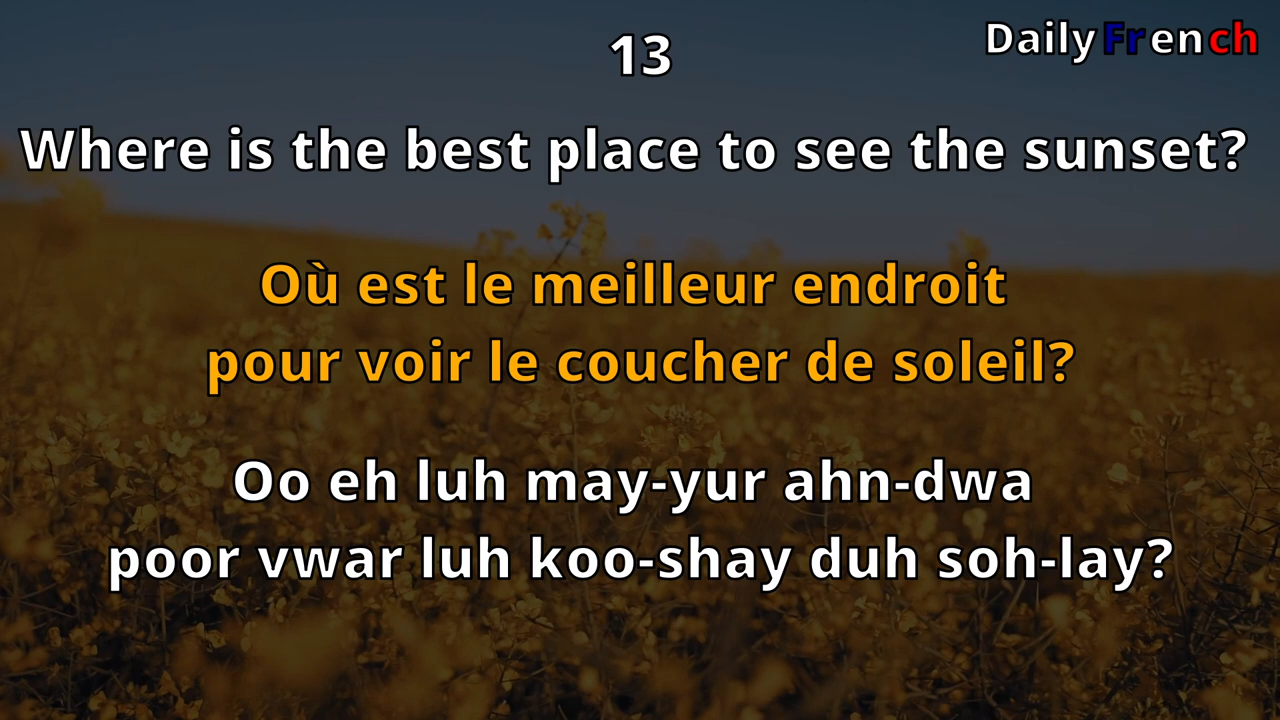 13
Daily French
Where is the best place to see the sunset?
Où est le meilleur endroit
pour voir le coucher de soleil?
Oo eh luh may-yur ahn-dwa
poor vwar luh koo-shay duh soh-lay?